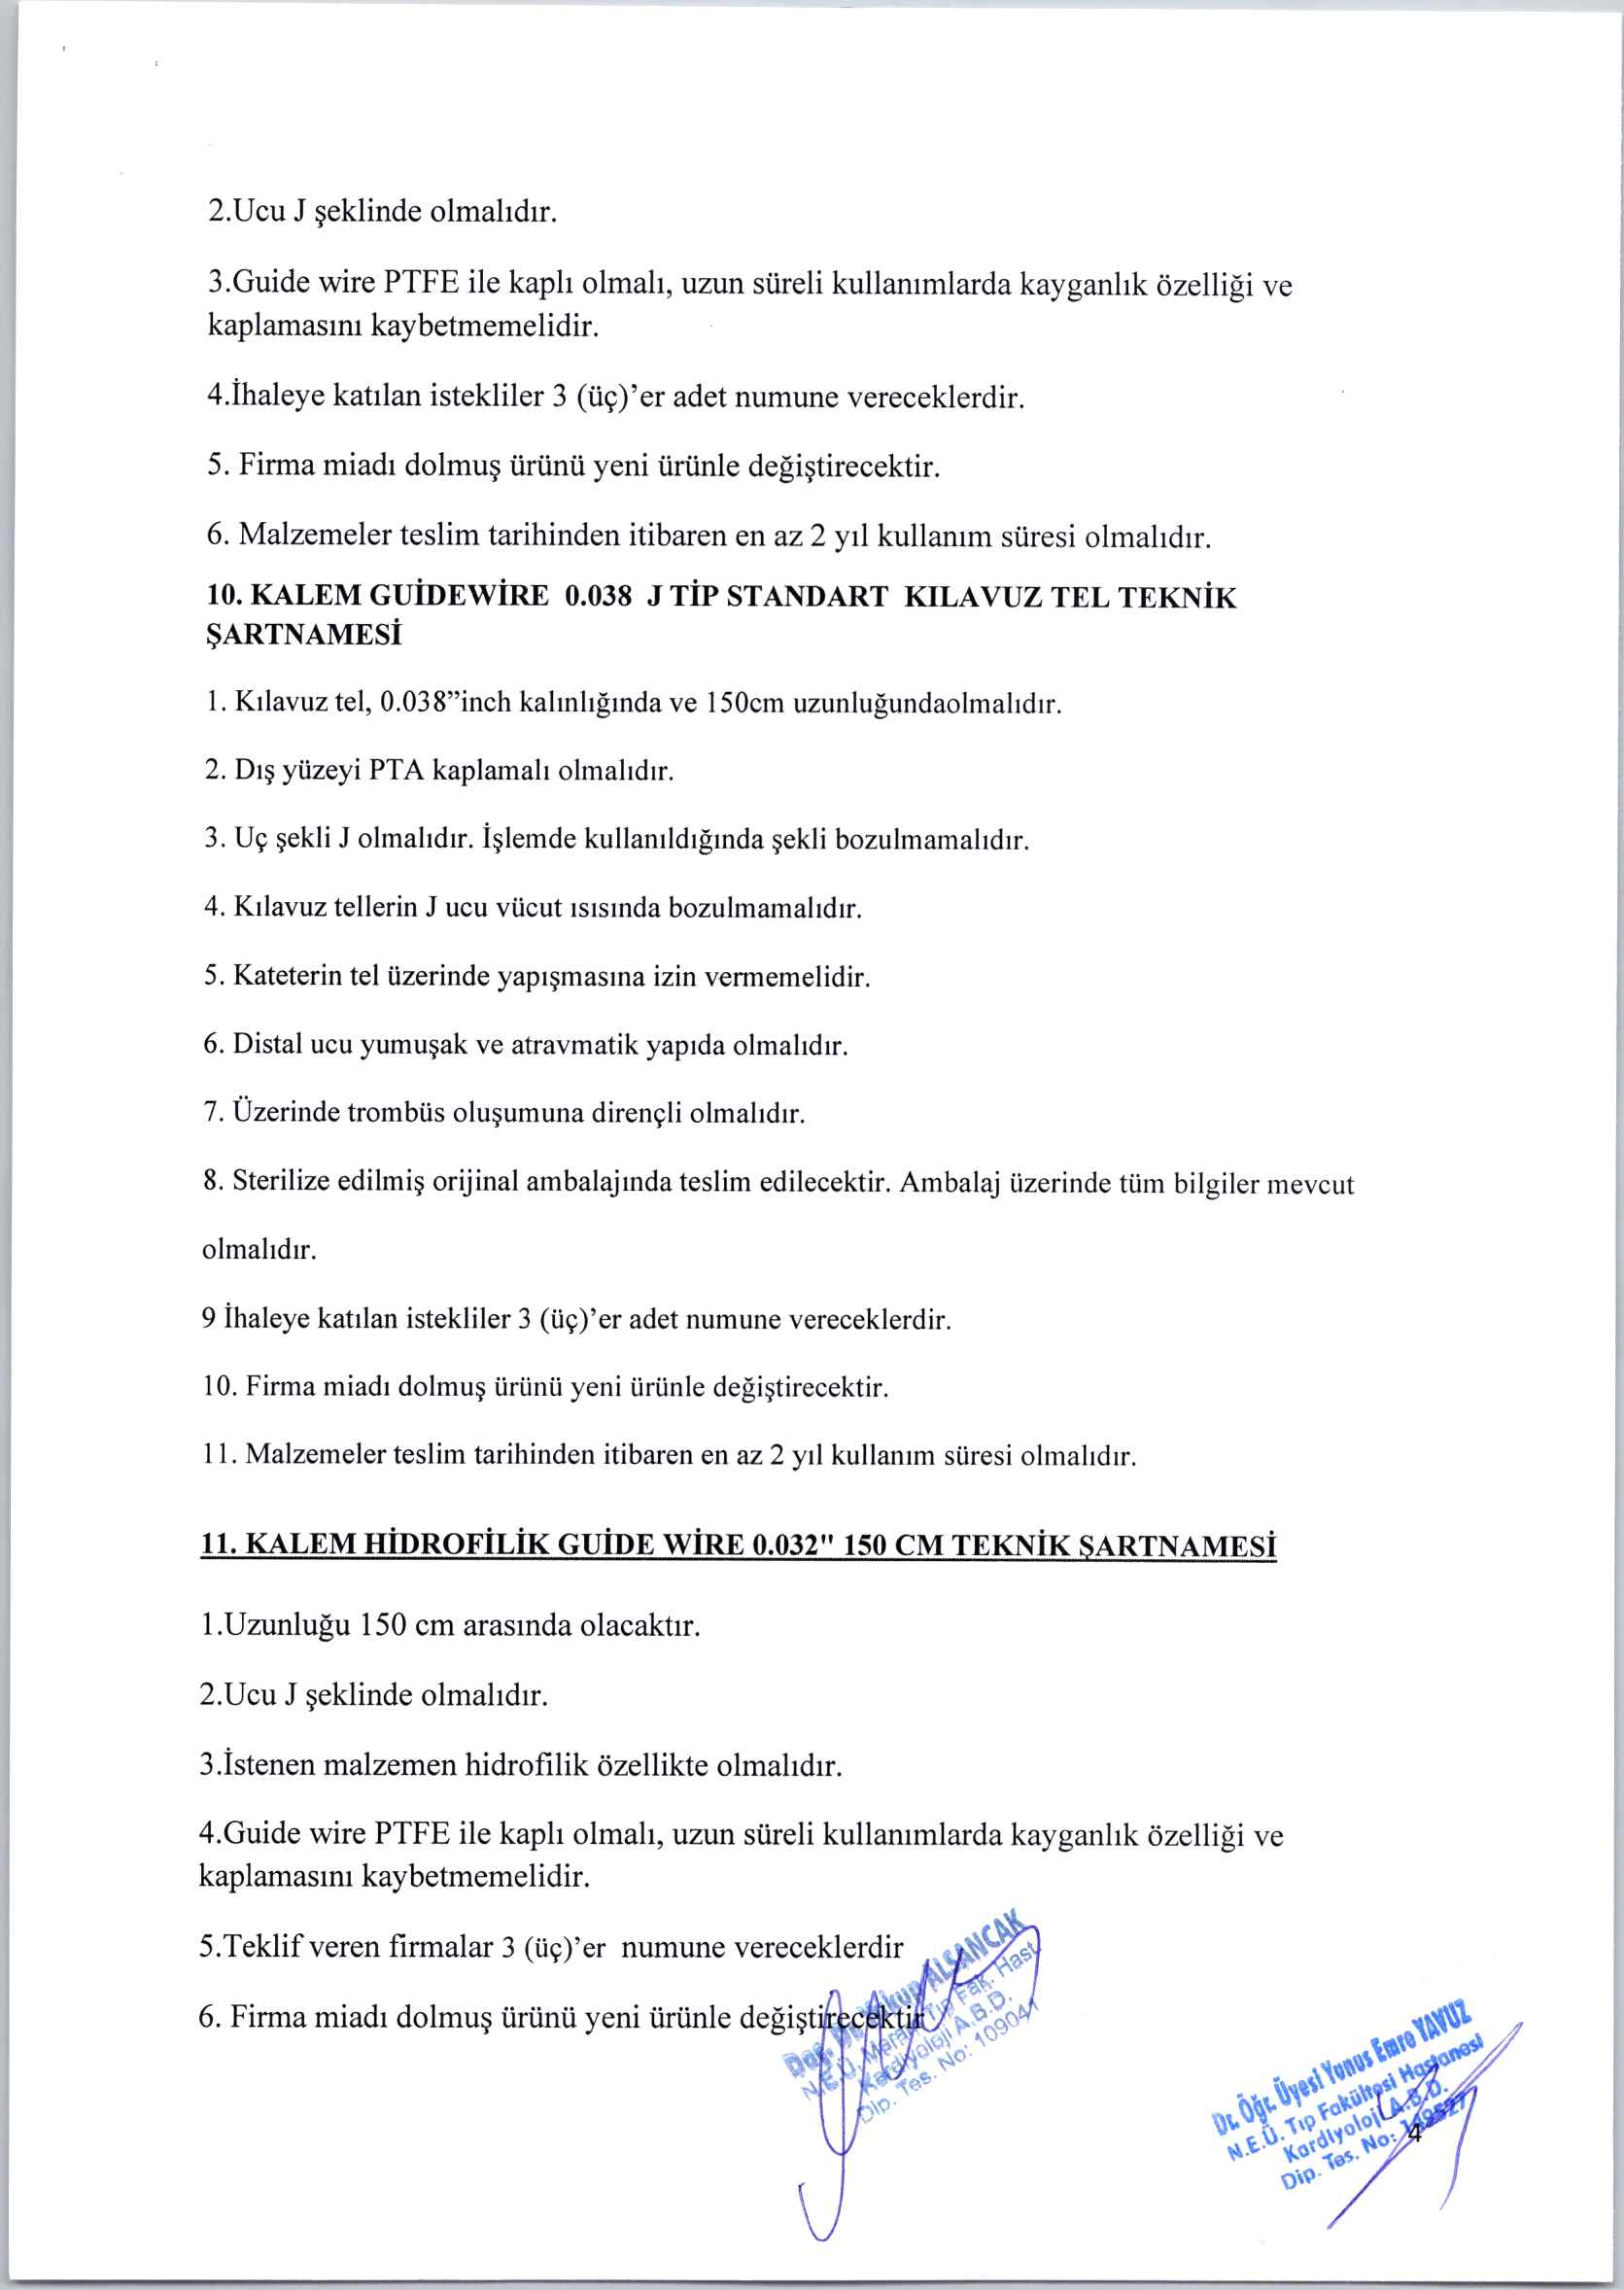 2.Ucu J şeklinde olmalıdır.
3.Guide wire PTFE ile kaplı olmalı, uzun süreli kullanımlarda kayganlık özelliği ve
kaplamasını kaybetmemelidir.
4.İhaleye katılan istekliler 3 (üç)’er adet numune vereceklerdir.
5. Firma miadı dolmuş ürünü yeni ürünle değiştirecektir.
6. Malzemeler teslim tarihinden itibaren en az 2 yıl kullanım süresi olmalıdır.
10. KALEM GUİDEWİRE 0.038 J TİP STANDART KILAVUZ TEL TEKNİK
ŞARTNAMESİ
1. Kılavuz tel, 0.038”inch kalınlığında ve 150cm uzunluğundaolmalıdır.
2. Dış yüzeyi PTA kaplamalı olmalıdır.
3. Uç şekli J olmalıdır. İşlemde kullanıldığında şekli bozulmamalıdır.
4. Kılavuz tellerin J ucu vücut ısısında bozulmamalıdır.
5. Kateterin tel üzerinde yapışmasına izin vermemelidir.
6. Distal ucu yumuşak ve atravmatik yapıda olmalıdır.
7. Üzerinde trombüs oluşumuna dirençli olmalıdır.
8. Sterilize edilmiş orijinal ambalajında teslim edilecektir. Ambalaj üzerinde tüm bilgiler mevcut
olmalıdır.
9 İhaleye katılan istekliler 3 (üç)’er adet numune vereceklerdir.
10. Firma miadı dolmuş ürünü yeni ürünle değiştirecektir.
11. Malzemeler teslim tarihinden itibaren en az 2 yıl kullanım süresi olmalıdır.
11. KALEM HİDROFİLİK GUİDE WİRE 0.032" 150 CM TEKNİK ŞARTNAMESİ
1.Uzunluğu 150 cm arasında olacaktır.
2.Ucu J şeklinde olmalıdır.
3.İstenen malzemen hidrofilik özellikte olmalıdır.
4.Guide wire PTFE ile kaplı olmalı, uzun süreli kullanımlarda kayganlık özelliği ve
kaplamasını kaybetmemelidir.
5.Teklif veren firmalar 3 (üç)’er numune vereceklerdir
6. Firma miadı dolmuş ürünü yeni ürünle değiştirecektir
Doç. Dr. ALSANCAK
N.E.Ü. Meram Tıp Fak. Hast.
Kardiyoloji A.B.D.
Dip. Tes. No: 109041
Dr. Öğr. Üyesi Yunus Emre YAVUZ
N.E.Ü. Tıp Fakültesi Hastanesi
Kardiyoloji A.B.D.
Dip. Tes. No:
4